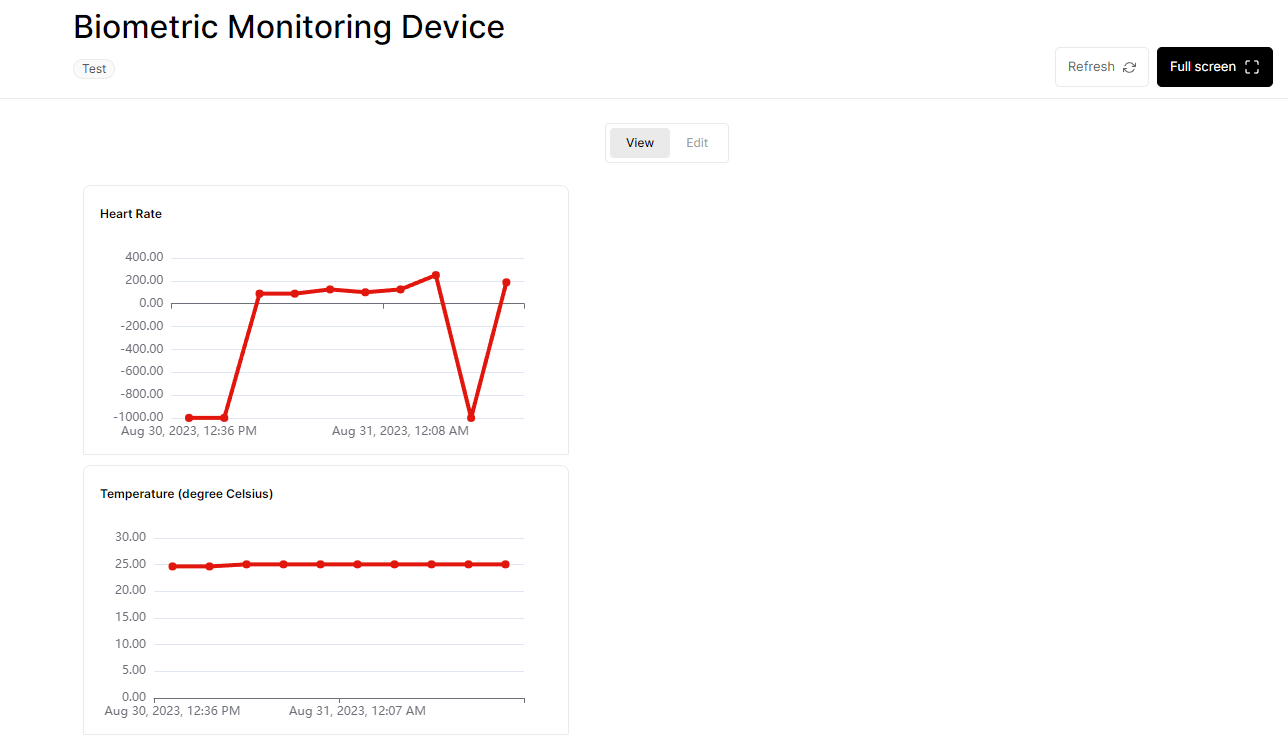 Biometric Monitoring Device
Test
Refresh
Full screen
View Edit
Heart Rate
400.00
200.00
0.00
-200.00
-400.00
-600.00
-800.00
-1000.00
Aug 30, 2023, 12:36 PM Aug 31, 2023, 12:08 AM
Temperature (degree Celsius)
30.00
25.00
20.00
15.00
10.00
5.00
0.00
Aug 30, 2023, 12:36 PM Aug 31, 2023, 12:07 AM